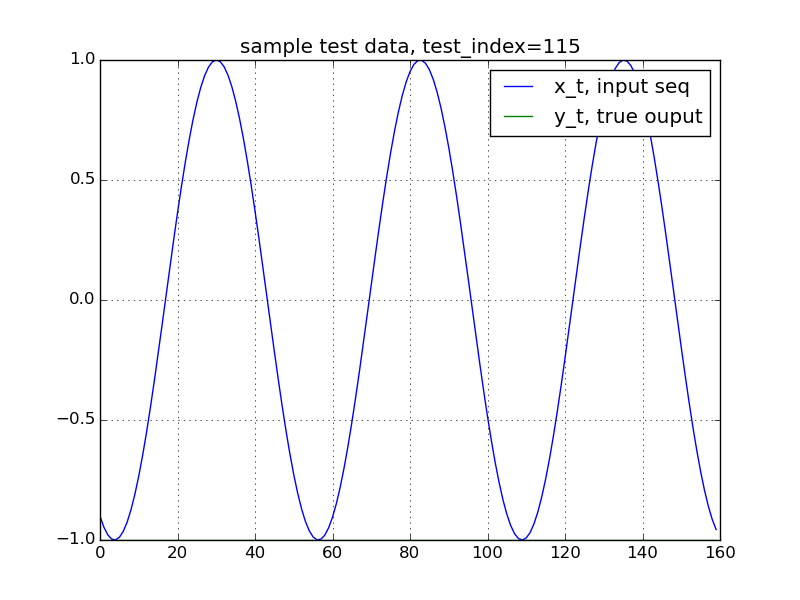 sample test data, test_index=115
x_t, input seq
y_t, true ouput
1.0
0.5
0.0
−0.5
−1.0
0 20 40 60 80 100 120 140 160